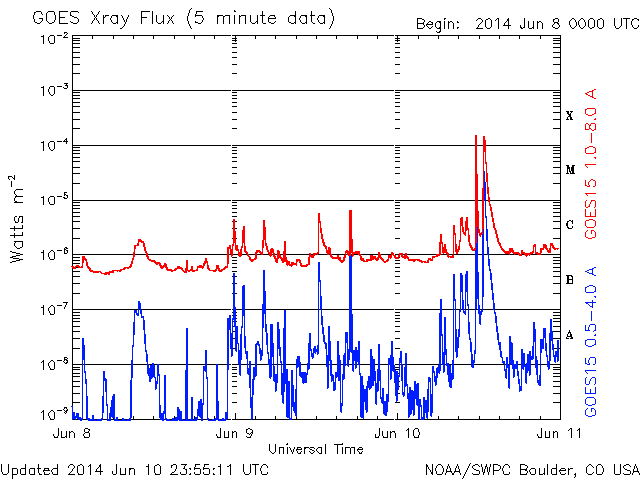 GOES Xray Flux (5 minute data)
Begin: 2014 Jun 8 0000 UTC
10⁻²
10⁻³
10⁻⁴
10⁻⁵
10⁻⁶
10⁻⁷
10⁻⁸
10⁻⁹
Watts m⁻²
X
M
C
B
A
GOES15 1.0-8.0 A
GOES15 0.5-4.0 A
Jun 8
Jun 9
Jun 10
Jun 11
Universal Time
Updated 2014 Jun 10 23:55:11 UTC
NOAA/SWPC Boulder, CO USA